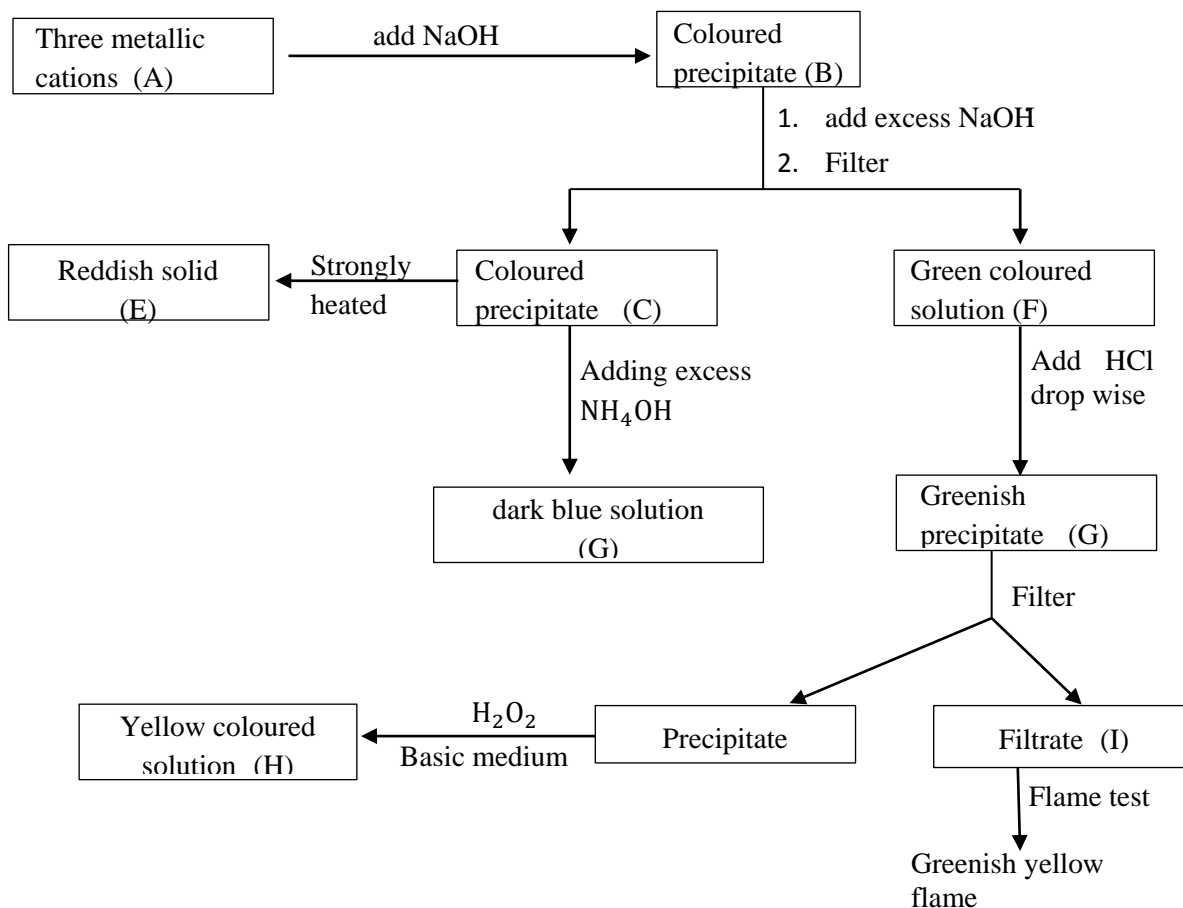 Three metallic
cations (A)
add NaOH
Coloured
precipitate (B)
1. add excess NaOH
2. Filter
Reddish solid
(E)
Strongly
heated
Coloured
precipitate (C)
Green coloured
solution (F)
Adding excess
NH₄OH
Add HCl
drop wise
dark blue solution
(G)
Greenish
precipitate (G)
Filter
Yellow coloured
solution (H)
H₂O₂
Basic medium
Precipitate
Filtrate (I)
Flame test
Greenish yellow
flame